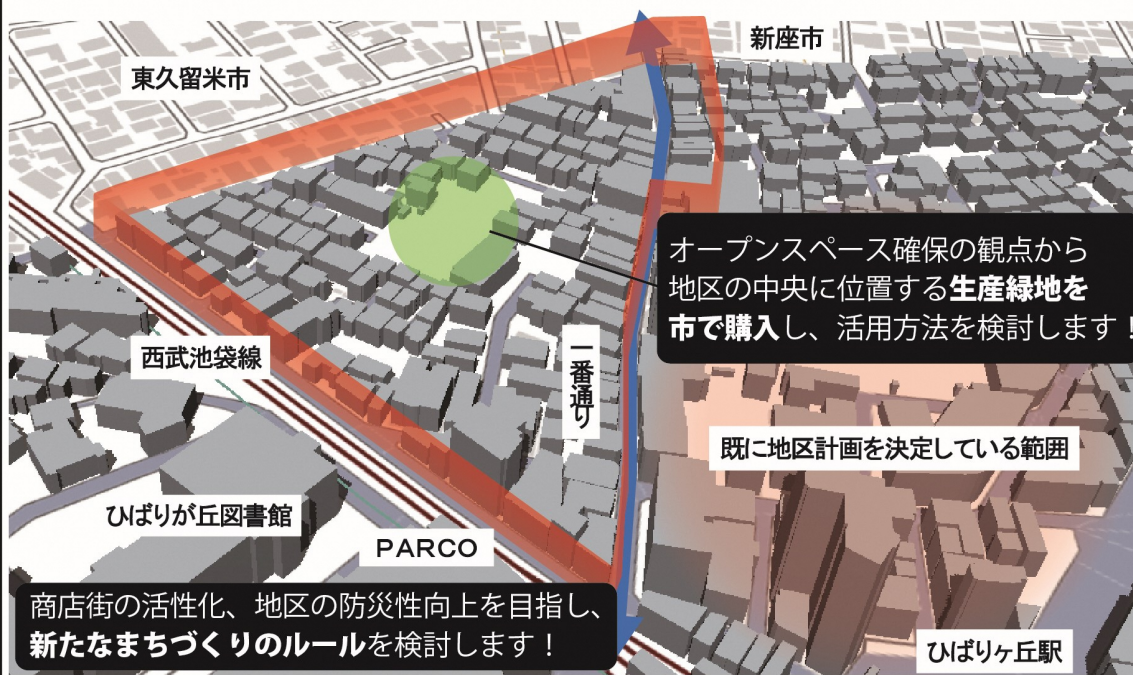 新座市
東久留米市
オープンスペース確保の観点から
地区の中央に位置する生産緑地を
市で購入し、活用方法を検討します！
西武池袋線
一番通り
既に地区計画を決定している範囲
ひばりが丘図書館
PARCO
商店街の活性化、地区の防災性向上を目指し、
新たなまちづくりのルールを検討します！
ひばりヶ丘駅